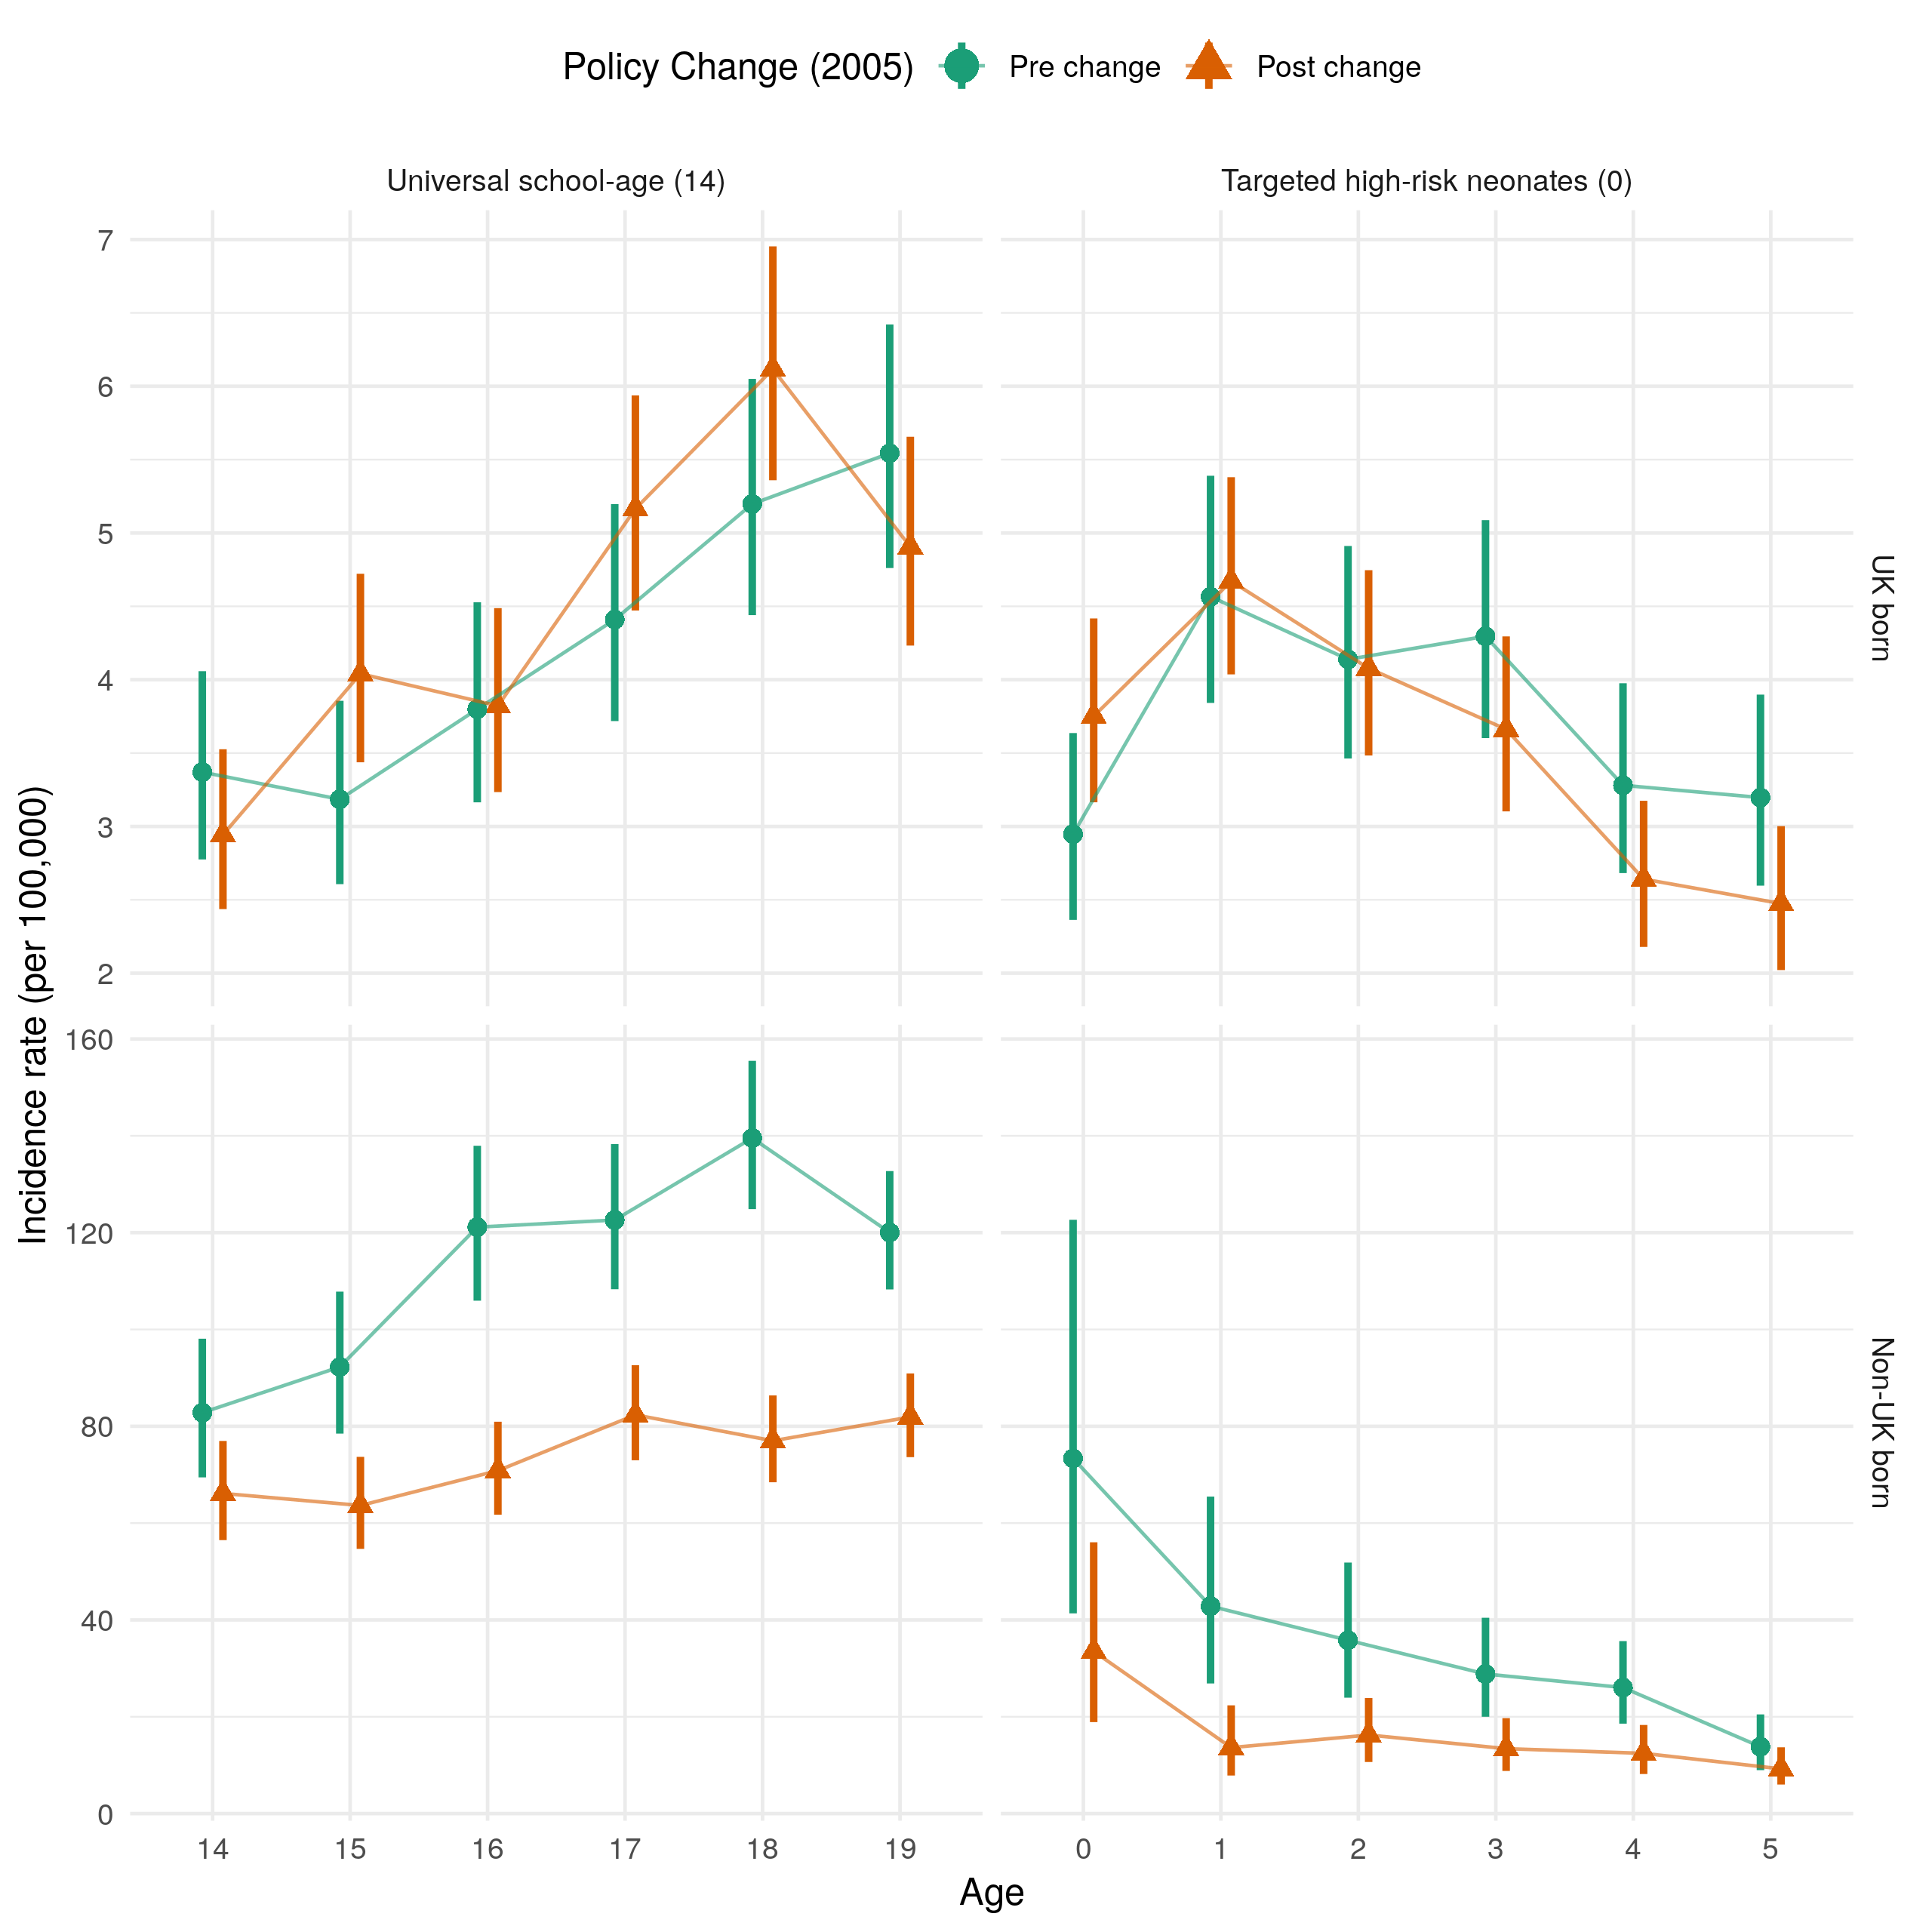 Policy Change (2005) Pre change Post change
Universal school-age (14) Targeted high-risk neonates (0)
7
6
5
4
3
2
UK born
160
120
80
40
0
Non-UK born
Incidence rate (per 100,000)
14 15 16 17 18 19 0 1 2 3 4 5
Age